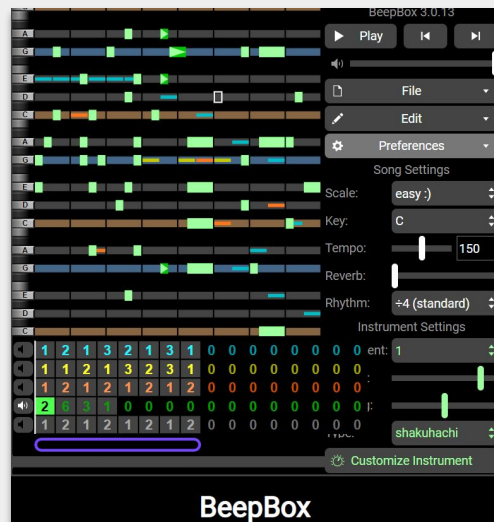 BeepBox 3.0.13
A
Play
G
E
D
File
C
Edit
A
Preferences
G
Song Settings
E
Scale:
easy :)
D
Key:
C
C
Tempo:
150
A
Reverb:
G
Rhythm:
÷4 (standard)
E
D
Instrument Settings
C
1 2 1 3 2 1 3 1 0 0 0 0 0 0 0 0
ent:
1
1 1 2 1 3 2 3 1 0 0 0 0 0 0 0 0
:
1 2 1 2 1 2 1 2 0 0 0 0 0 0 0 0
2 6 3 1 0 0 0 0 0 0 0 0 0 0 0 0
1 2 1 2 1 2 1 2 0 0 0 0 0 0 0 0
shakuhachi
Customize Instrument
BeepBox